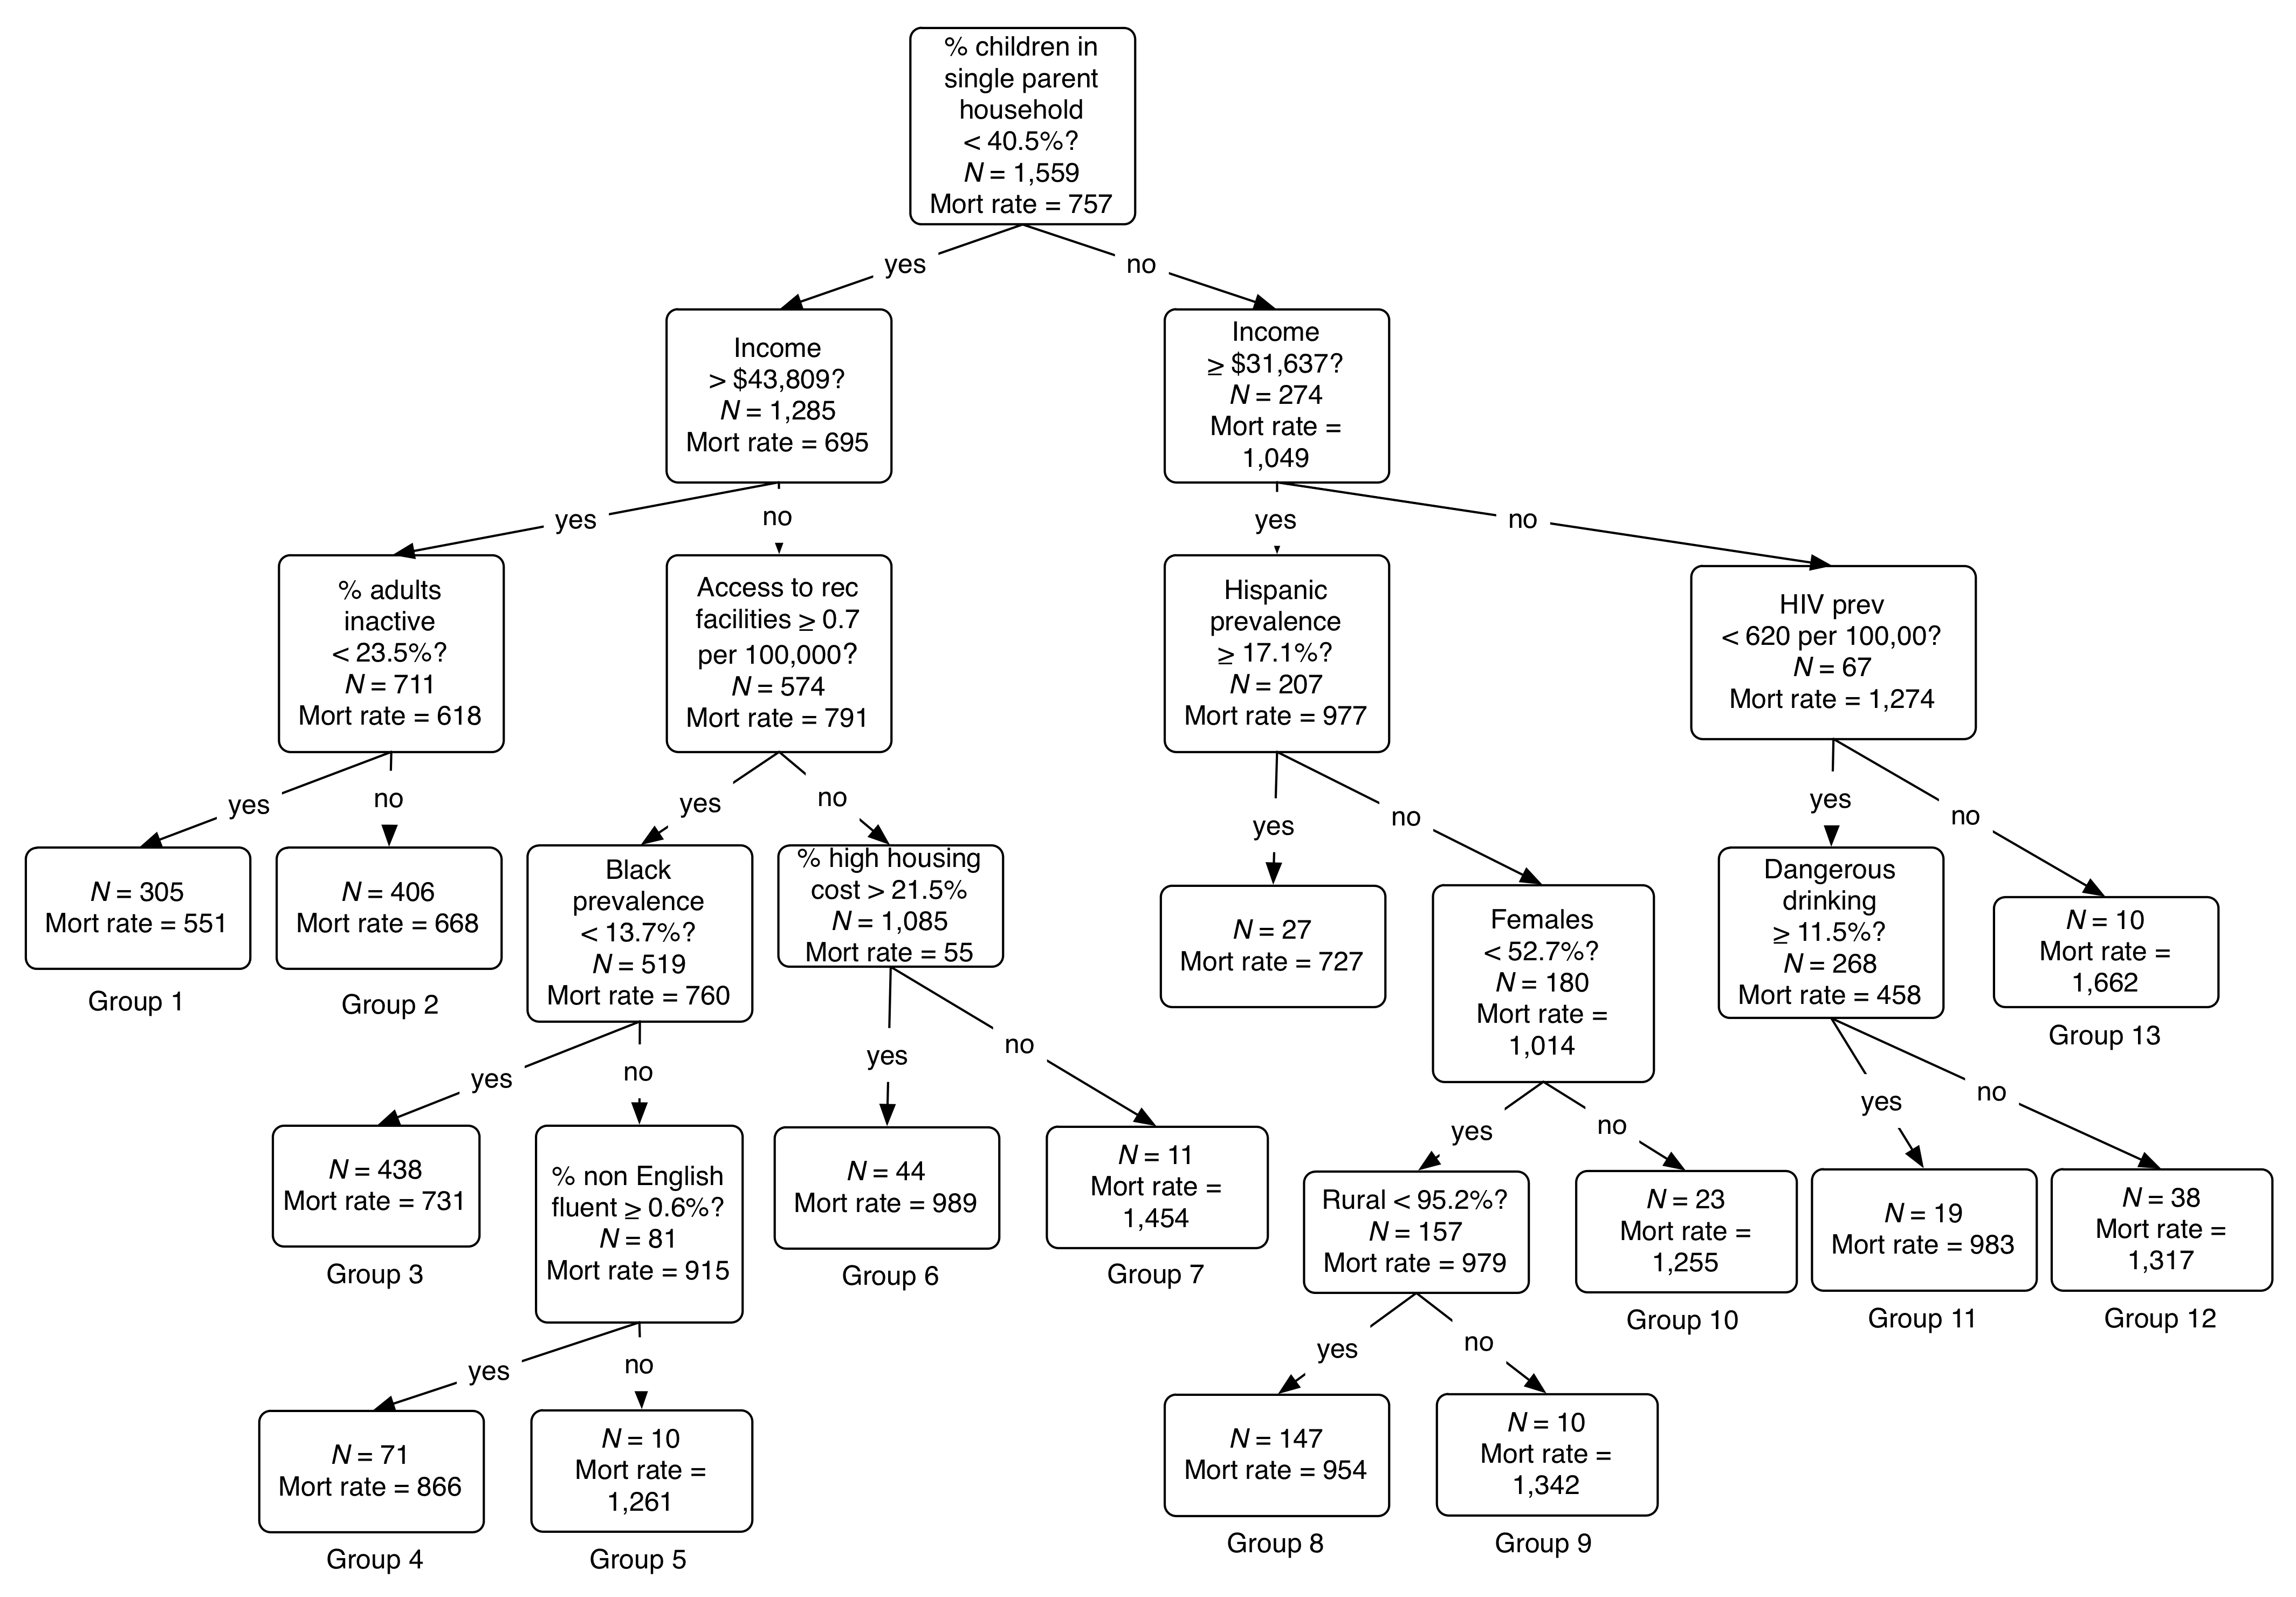 % children in
single parent
household
< 40.5%?
N = 1,559
Mort rate = 757
yes
no
Income
> $43,809?
N = 1,285
Mort rate = 695
Income
≥ $31,637?
N = 274
Mort rate =
1,049
yes
no
yes
no
% adults
inactive
< 23.5%?
N = 711
Mort rate = 618
Access to rec
facilities ≥ 0.7
per 100,000?
N = 574
Mort rate = 791
Hispanic
prevalence
≥ 17.1%?
N = 207
Mort rate = 977
HIV prev
< 620 per 100,00?
N = 67
Mort rate = 1,274
yes
no
yes
no
yes
no
yes
no
N = 305
Mort rate = 551
Group 1
N = 406
Mort rate = 668
Group 2
Black
prevalence
< 13.7%?
N = 519
Mort rate = 760
% high housing
cost > 21.5%
N = 1,085
Mort rate = 55
N = 27
Mort rate = 727
Females
< 52.7%?
N = 180
Mort rate =
1,014
Dangerous
drinking
≥ 11.5%?
N = 268
Mort rate = 458
N = 10
Mort rate =
1,662
Group 13
yes
no
yes
no
yes
no
yes
no
N = 438
Mort rate = 731
Group 3
% non English
fluent ≥ 0.6%?
N = 81
Mort rate = 915
N = 44
Mort rate = 989
Group 6
N = 11
Mort rate =
1,454
Group 7
Rural < 95.2%?
N = 157
Mort rate = 979
N = 23
Mort rate =
1,255
Group 10
N = 19
Mort rate = 983
Group 11
N = 38
Mort rate =
1,317
Group 12
yes
no
yes
no
N = 71
Mort rate = 866
Group 4
N = 10
Mort rate =
1,261
Group 5
N = 147
Mort rate = 954
Group 8
N = 10
Mort rate =
1,342
Group 9